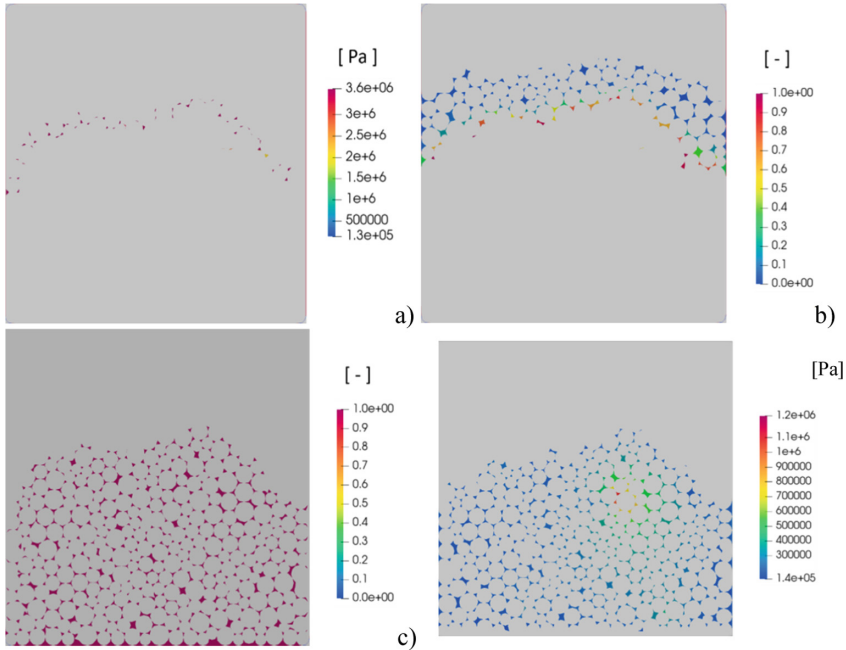 [ Pa ]
3.6e+06
3e+6
2.5e+6
2e+6
1.5e+6
1e+6
500000
1.3e+05
a)
[ - ]
1.0e+00
0.9
0.8
0.7
0.6
0.5
0.4
0.3
0.2
0.1
0.0e+00
b)
[ - ]
1.0e+00
0.9
0.8
0.7
0.6
0.5
0.4
0.3
0.2
0.1
0.0e+00
c)
[Pa]
1.2e+06
1.1e+6
1e+6
900000
800000
700000
600000
500000
400000
300000
1.4e+05